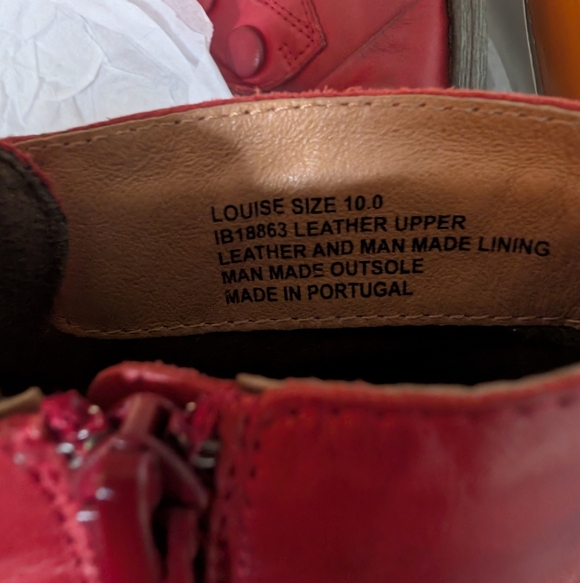 LOUISE SIZE 10.0
IB18863 LEATHER UPPER
LEATHER AND MAN MADE LINING
MAN MADE OUTSOLE
MADE IN PORTUGAL